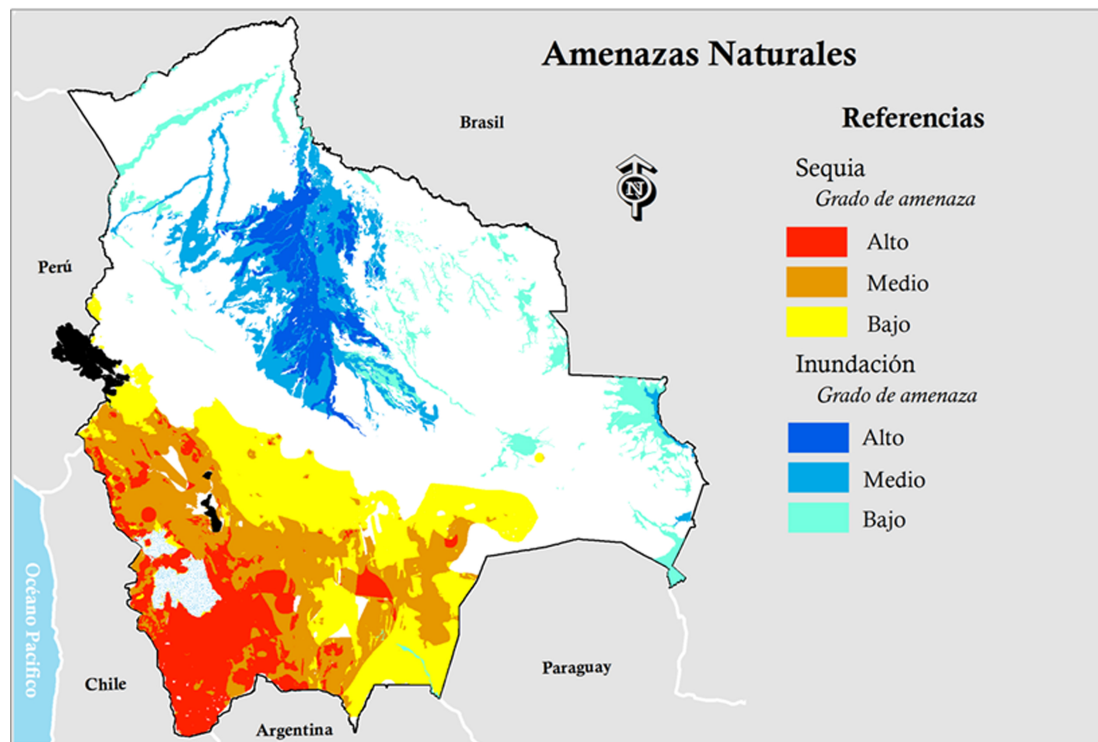 Amenazas Naturales
Brasil
Referencias
Sequia
Grado de amenaza
N
Alto
Medio
Perú
Bajo
Inundación
Grado de amenaza
Alto
Medio
Bajo
Océano Pacifico
Paraguay
Chile
Argentina